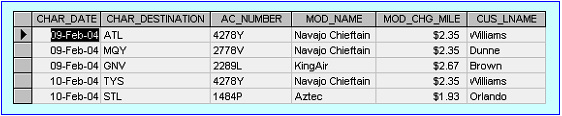 CHAR_DATE CHAR_DESTINATION AC_NUMBER MOD_NAME MOD_CHG_MILE CUS_LNAME
09-Feb-04 ATL 4278Y Navajo Chieftain $2.35 Williams
09-Feb-04 MQY 2778V Navajo Chieftain $2.35 Dunne
09-Feb-04 GNV 2289L KingAir $2.67 Brown
10-Feb-04 TYS 4278Y Navajo Chieftain $2.35 Williams
10-Feb-04 STL 1484P Aztec $1.93 Orlando